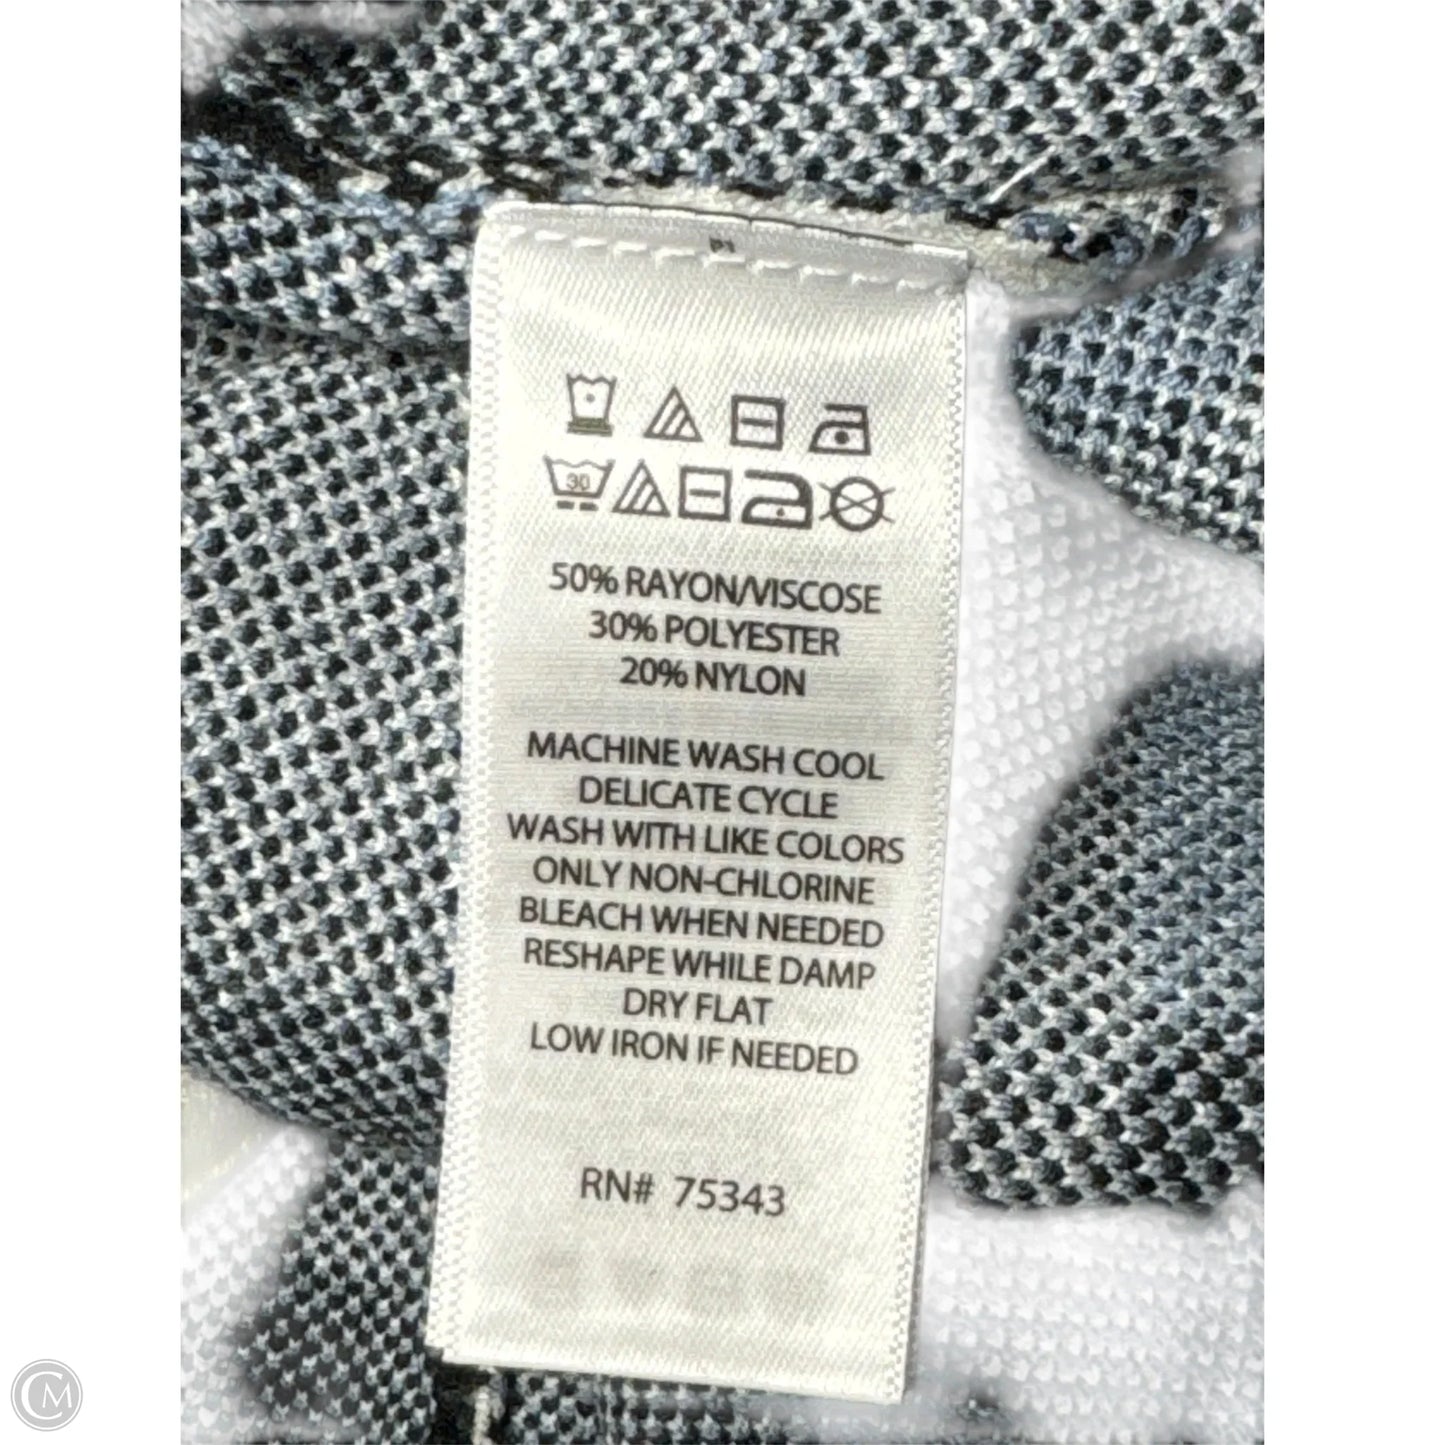 30
50% RAYON/VISCOSE
30% POLYESTER
20% NYLON
MACHINE WASH COOL
DELICATE CYCLE
WASH WITH LIKE COLORS
ONLY NON-CHLORINE
BLEACH WHEN NEEDED
RESHAPE WHILE DAMP
DRY FLAT
LOW IRON IF NEEDED
RN# 75343
CM